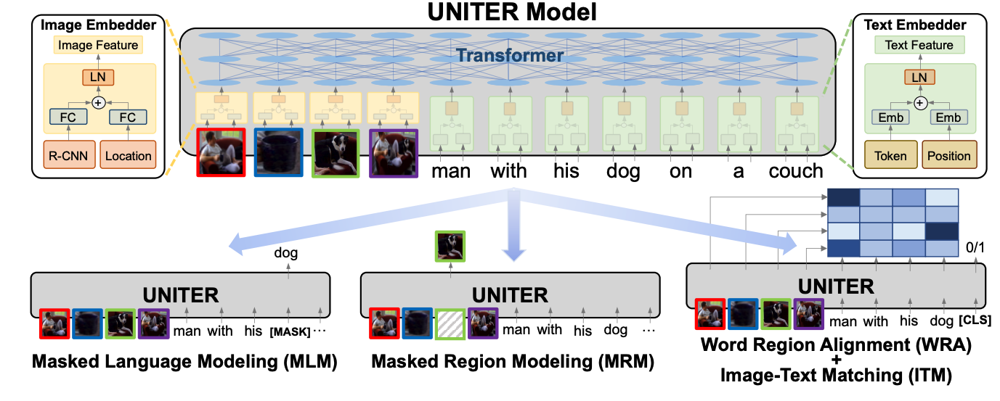 UNITER Model
Image Embedder
Image Feature
LN
+
FC
FC
R-CNN
Location
Transformer
man with his dog on a couch
Text Embedder
Text Feature
LN
+
Emb
Emb
Token
Position
dog
UNITER
man with his [MASK] ...
Masked Language Modeling (MLM)
UNITER
man with his dog ...
Masked Region Modeling (MRM)
0/1
UNITER
man with his dog [CLS]
Word Region Alignment (WRA)
+
Image-Text Matching (ITM)